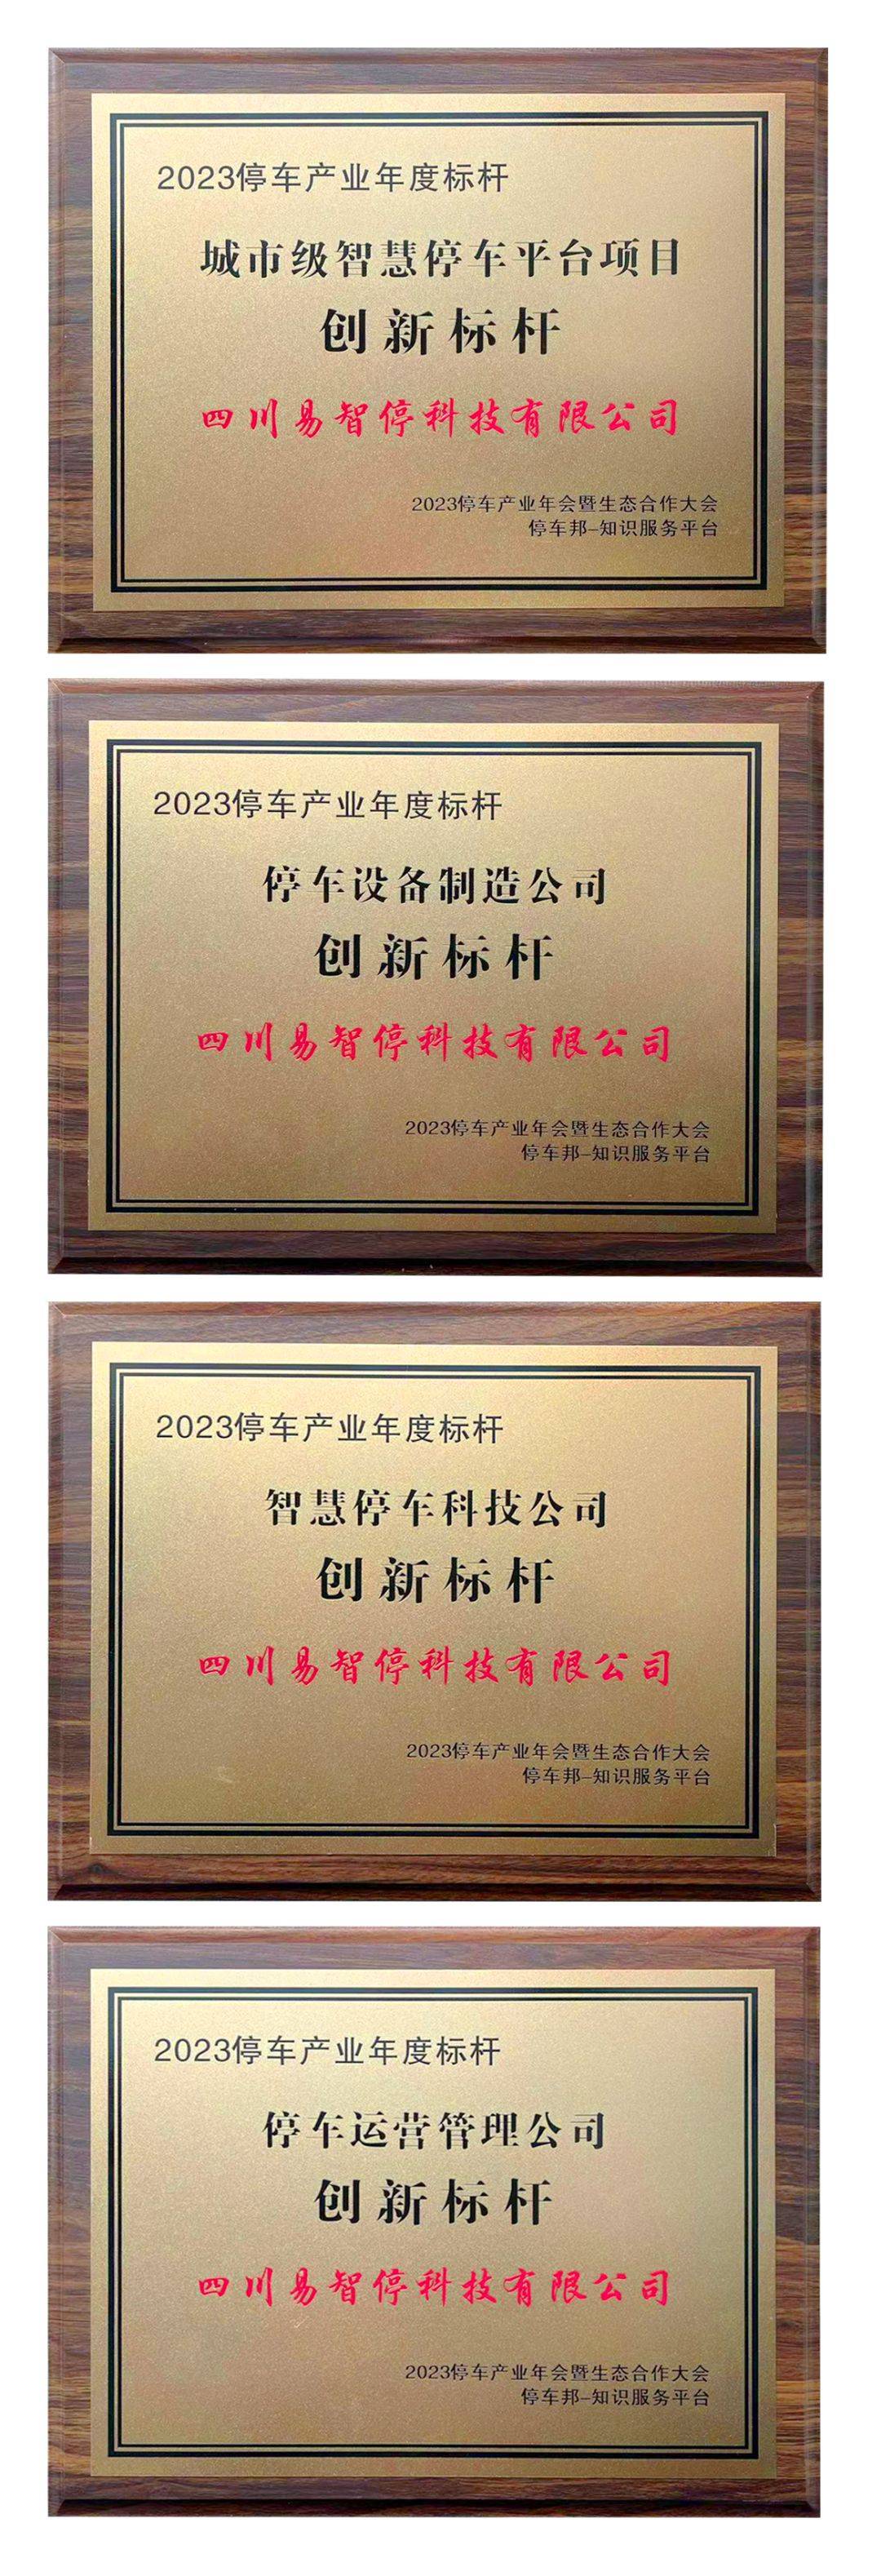 2023停车产业年度标杆
城市级智慧停车平台项目
创新标杆
四川易智停科技有限公司
2023停车产业年会暨生态合作大会
停车邦-知识服务平台
2023停车产业年度标杆
停车设备制造公司
创新标杆
四川易智停科技有限公司
2023停车产业年会暨生态合作大会
停车邦-知识服务平台
2023停车产业年度标杆
智慧停车科技公司
创新标杆
四川易智停科技有限公司
2023停车产业年会暨生态合作大会
停车邦-知识服务平台
2023停车产业年度标杆
停车运营管理公司
创新标杆
四川易智停科技有限公司
2023停车产业年会暨生态合作大会
停车邦-知识服务平台